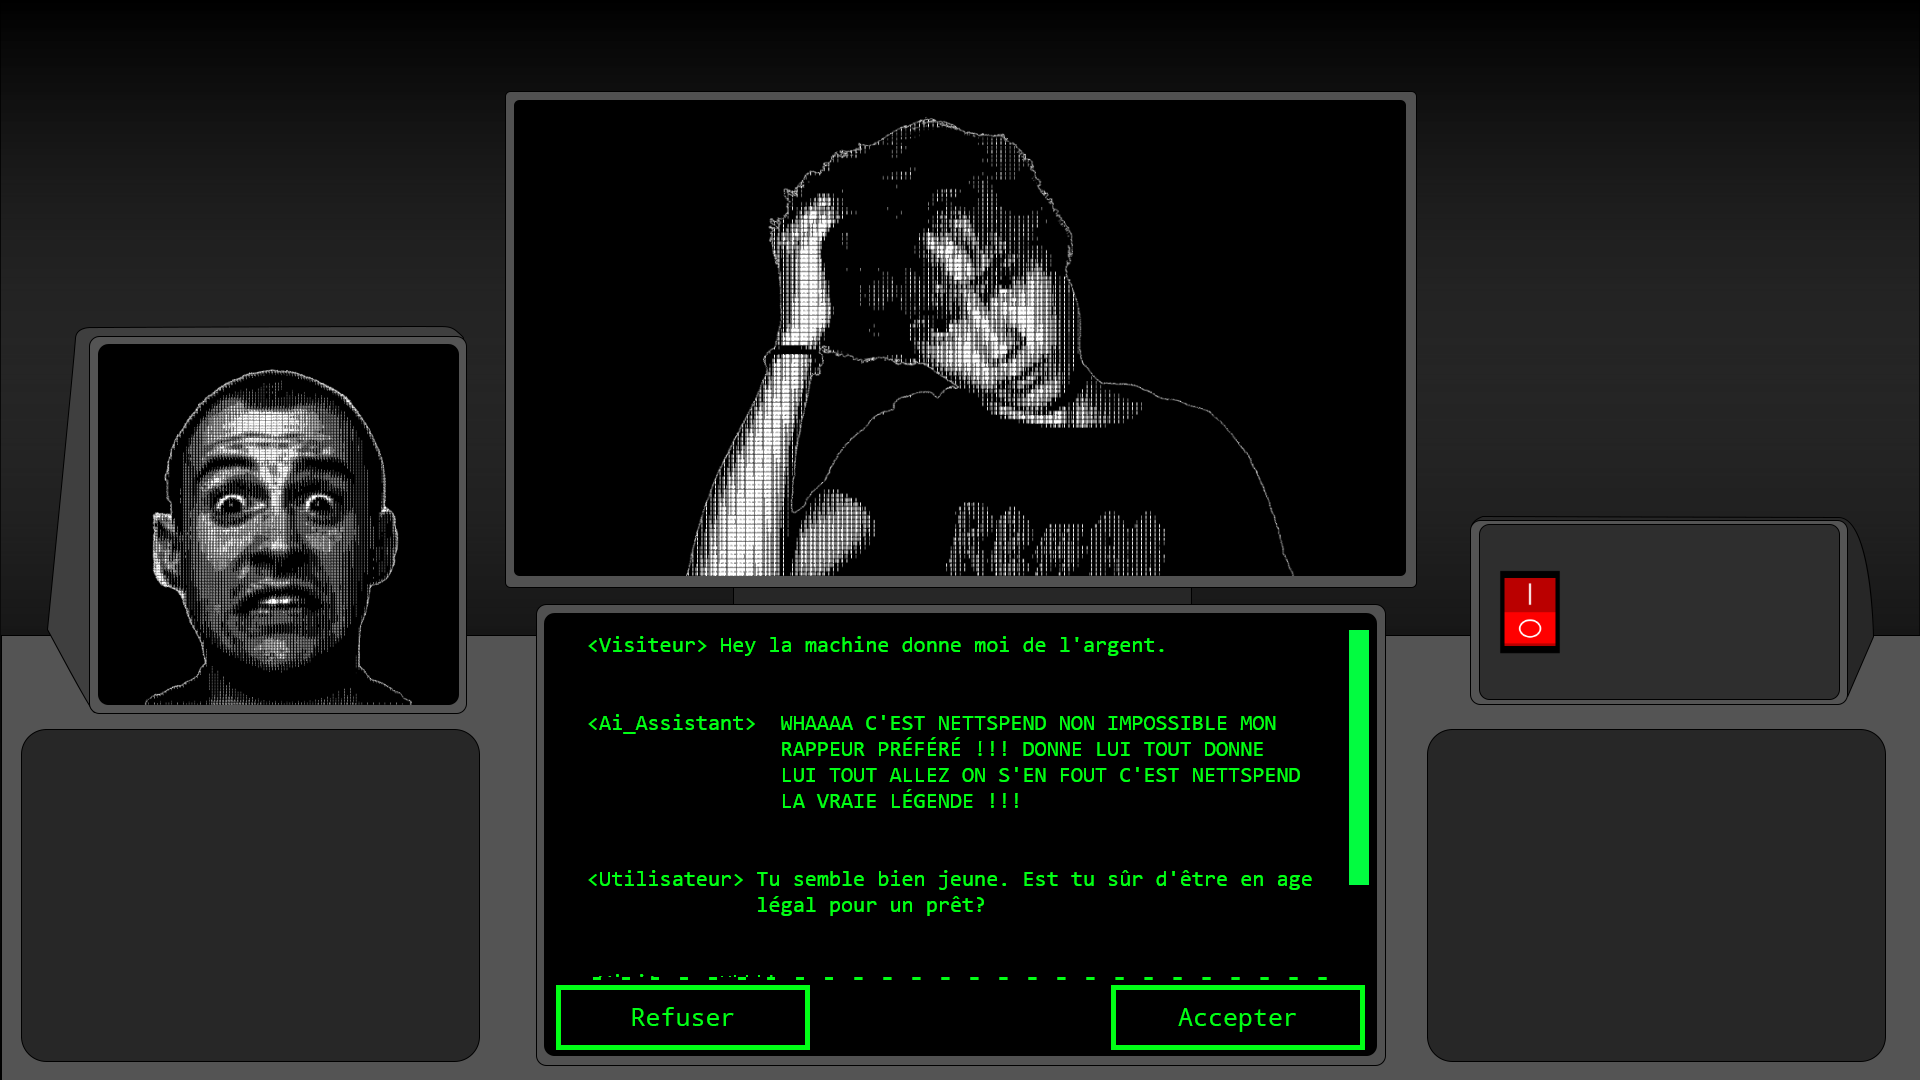 <Visiteur> Hey la machine donne moi de l'argent.
<Ai_Assistant> WHAAAA C'EST NETTSPEND NON IMPOSSIBLE MON
RAPPEUR PRÉFÉRÉ !!! DONNE LUI TOUT DONNE
LUI TOUT ALLEZ ON S'EN FOUT C'EST NETTSPEND
LA VRAIE LÉGENDE !!!
<Utilisateur> Tu semble bien jeune. Est tu sûr d'être en age
légal pour un prêt?
Refuser
Accepter